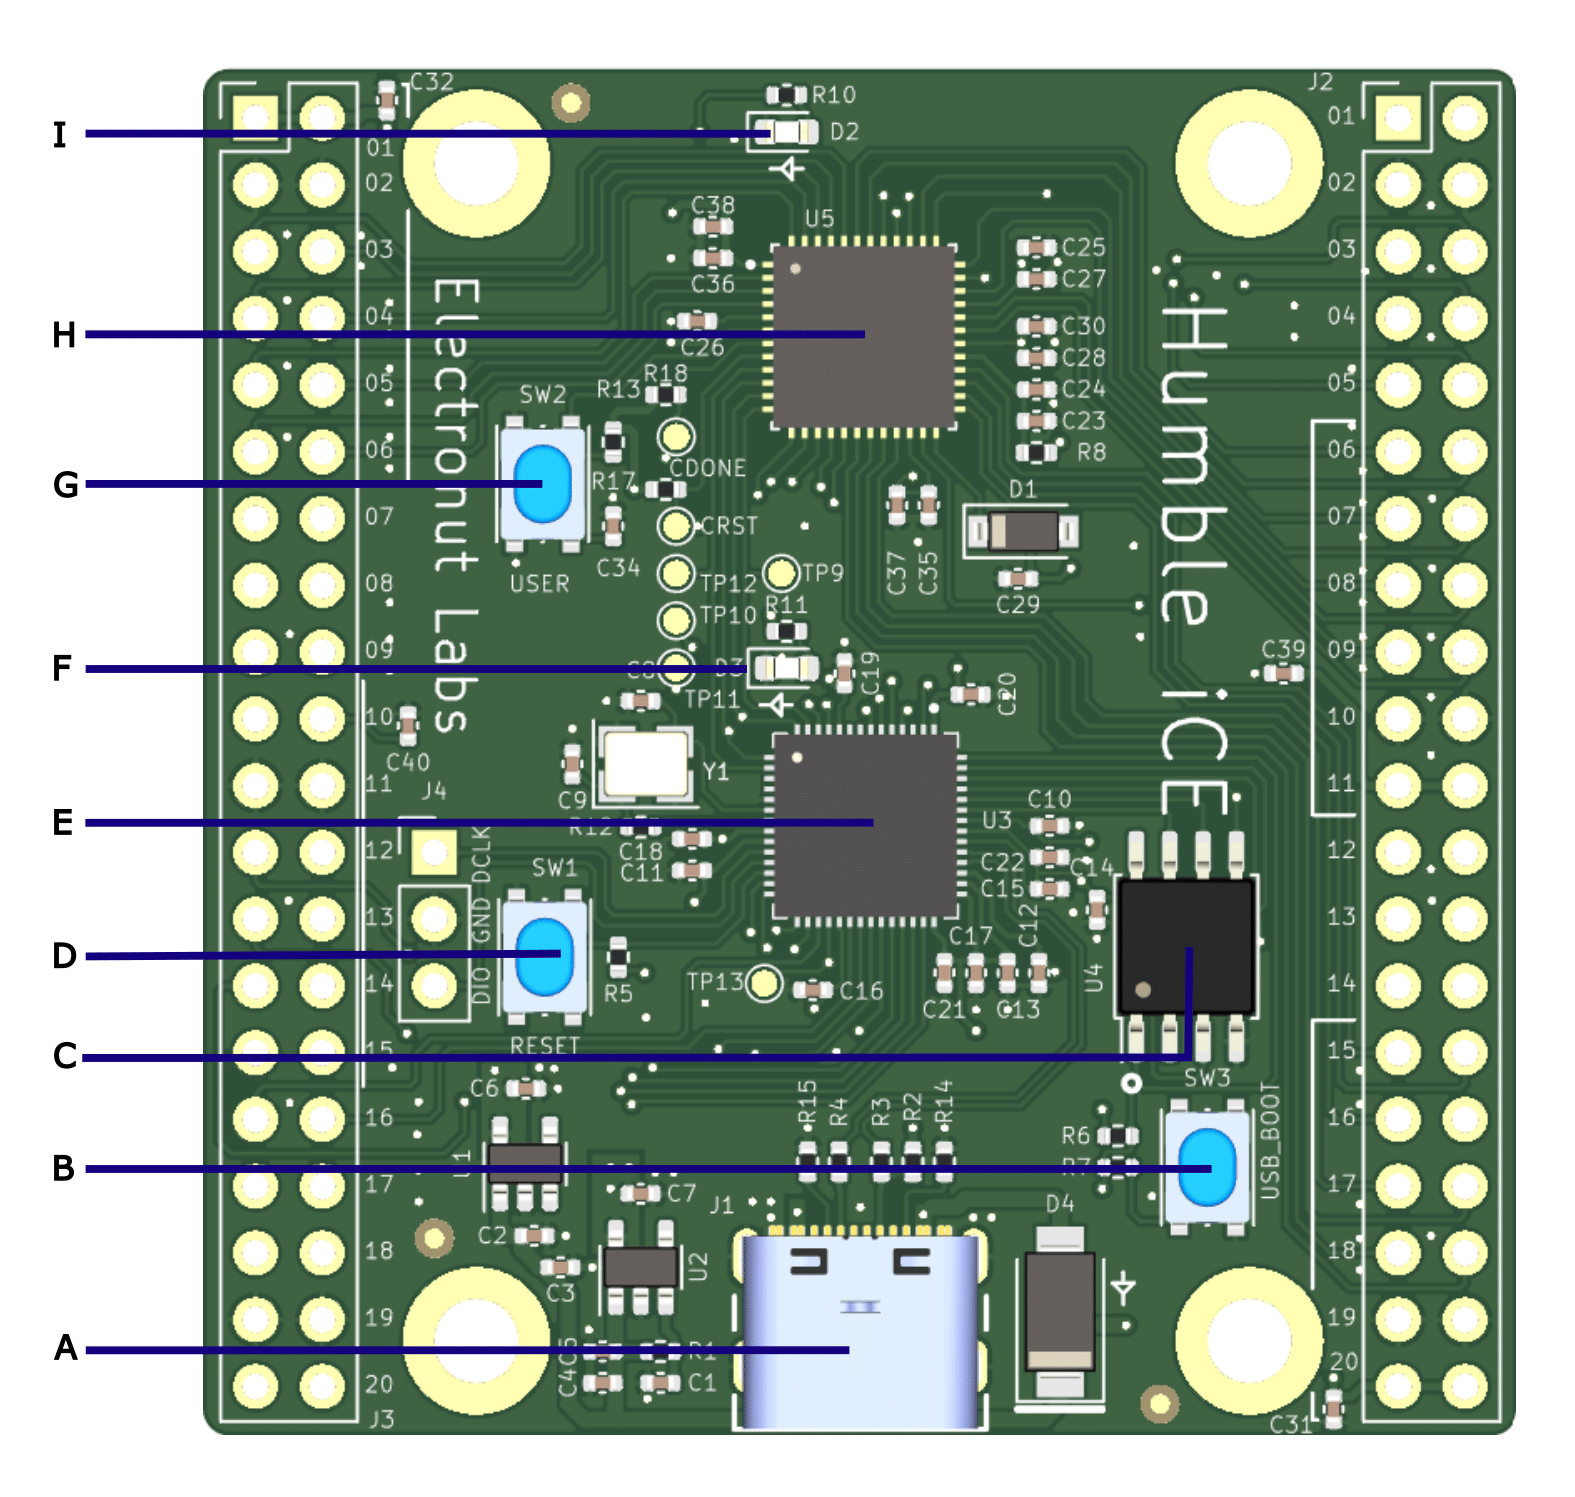 I
H
G
F
E
D
C
B
A
C32
R10
D2
J2
01
02
03
04
05
06
07
08
09
10
11
12
13
14
15
16
17
18
19
20
J3
01
02
03
04
05
06
07
08
09
10
11
12
13
14
15
16
17
18
19
20
C31
Electronut Labs
Humble iCE
C38
U5
C36
C26
C25
C27
C30
C28
C24
C23
R8
SW2
R13
R18
CDONE
R17
CRST
C34
USER
TP12
TP9
TP10
R11
TP11
C8
D3
D1
C37
C35
C29
C19
C20
C39
C40
J4
C9
Y1
R12
C18
C11
DCLK
GND
DIO
SW1
RESET
R5
U3
C10
C22
C14
C15
C17
C12
C21
C13
U4
TP13
C16
SW3
USB_BOOT
R6
R7
C6
U1
C2
C3
C7
U2
C4
C5
R1
C1
R15
R4
R3
R2
R14
J1
D4